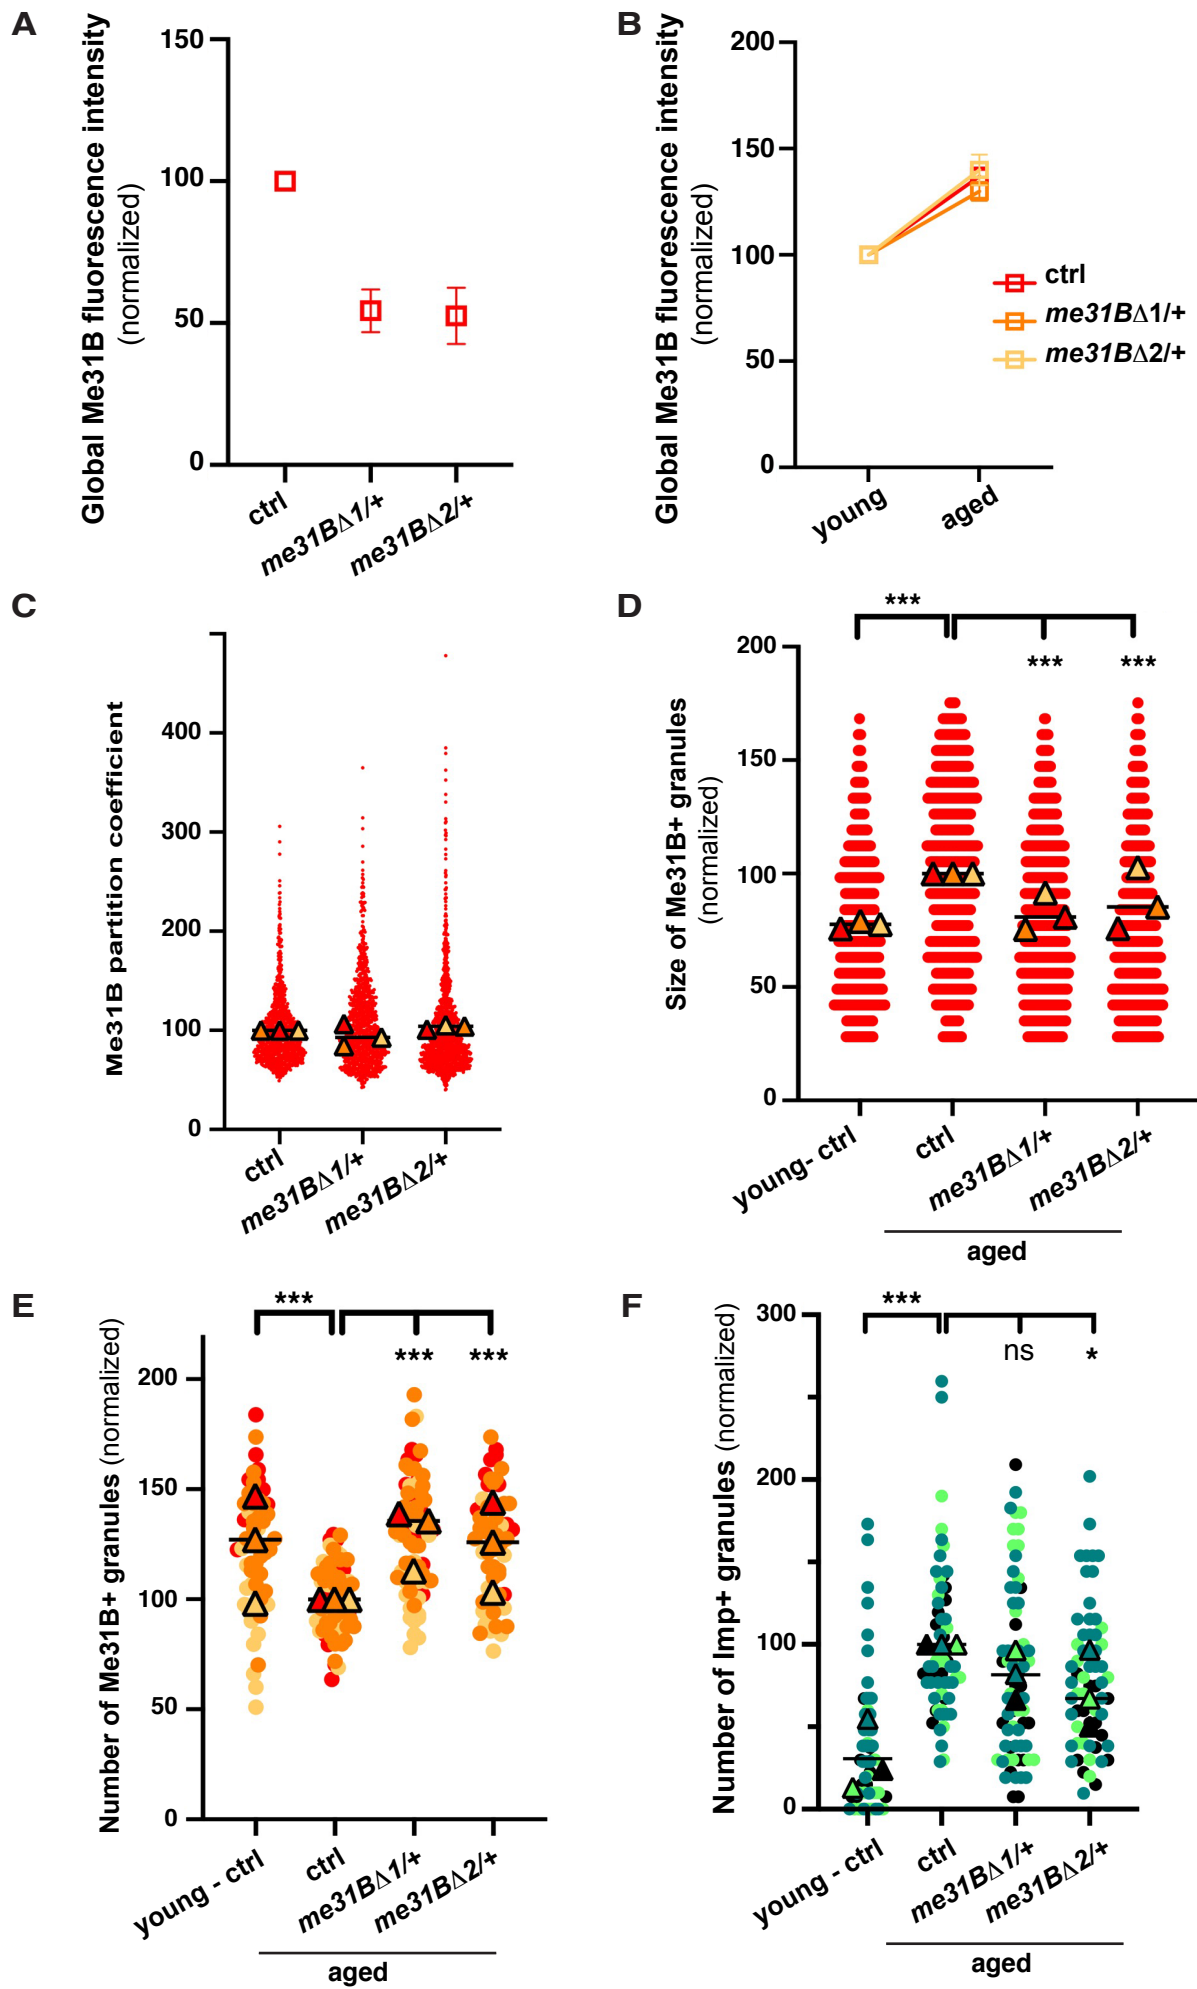 A
Global Me31B fluorescence intensity
(normalized)
150
100
50
0
ctrl
me31BΔ1/+
me31BΔ2/+
B
Global Me31B fluorescence intensity
(normalized)
200
150
100
50
0
young
aged
ctrl
me31BΔ1/+
me31BΔ2/+
C
Me31B partition coefficient
400
300
200
100
0
ctrl
me31BΔ1/+
me31BΔ2/+
D
Size of Me31B+ granules
(normalized)
***
*** ***
200
150
100
50
0
young- ctrl
ctrl
me31BΔ1/+
me31BΔ2/+
aged
E
Number of Me31B+ granules (normalized)
***
*** ***
200
150
100
50
0
young - ctrl
ctrl
me31BΔ1/+
me31BΔ2/+
aged
F
Number of Imp+ granules (normalized)
***
ns *
300
200
100
0
young - ctrl
ctrl
me31BΔ1/+
me31BΔ2/+
aged